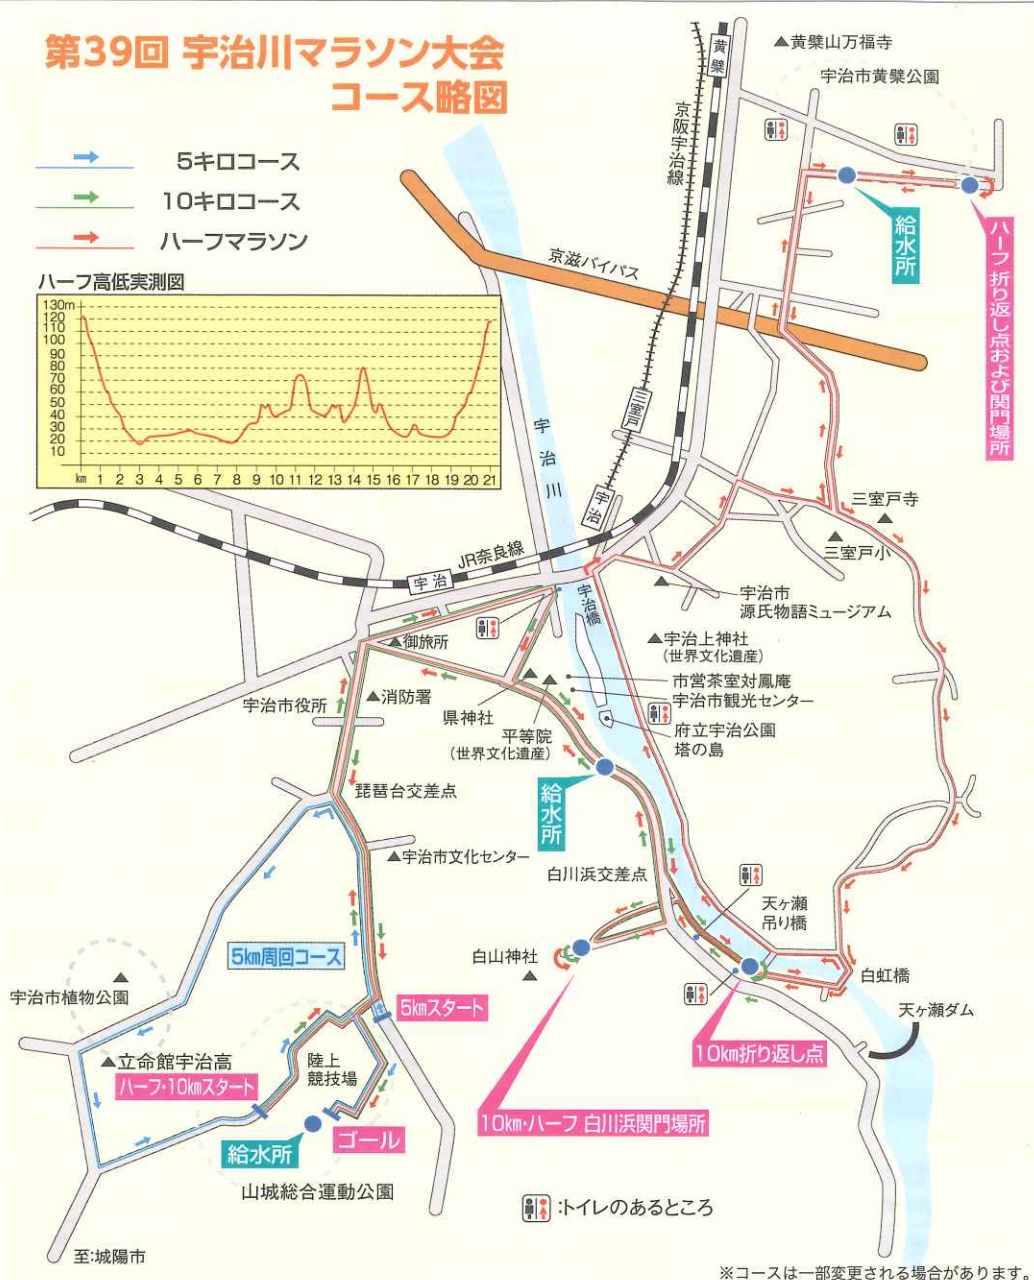 第39回 宇治川マラソン大会
コース略図
5キロコース
10キロコース
ハーフマラソン
ハーフ高低実測図
130m
120
110
100
90
80
70
60
50
40
30
20
10
km 1 2 3 4 5 6 7 8 9 10 11 12 13 14 15 16 17 18 19 20 21
黄檗
▲黄檗山万福寺
宇治市黄檗公園
京阪宇治線
給水所
ハーフ 折り返し点および関門場所
京滋バイパス
三室戸
宇治川
宇治
三室戸寺
三室戸小
JR奈良線
宇治
宇治橋
宇治市
源氏物語ミュージアム
▲御旅所
▲宇治上神社
(世界文化遺産)
市営茶室対鳳庵
宇治市観光センター
府立宇治公園
塔の島
宇治市役所
▲消防署
県神社
平等院
(世界文化遺産)
給水所
琵琶台交差点
▲宇治市文化センター
白川浜交差点
天ヶ瀬
吊り橋
5km周回コース
白山神社
白虹橋
宇治市植物公園
5kmスタート
天ヶ瀬ダム
10km折り返し点
▲立命館宇治高
ハーフ・10kmスタート
陸上
競技場
10km・ハーフ 白川浜関門場所
ゴール
給水所
山城総合運動公園
:トイレのあるところ
至:城陽市
※コースは一部変更される場合があります。